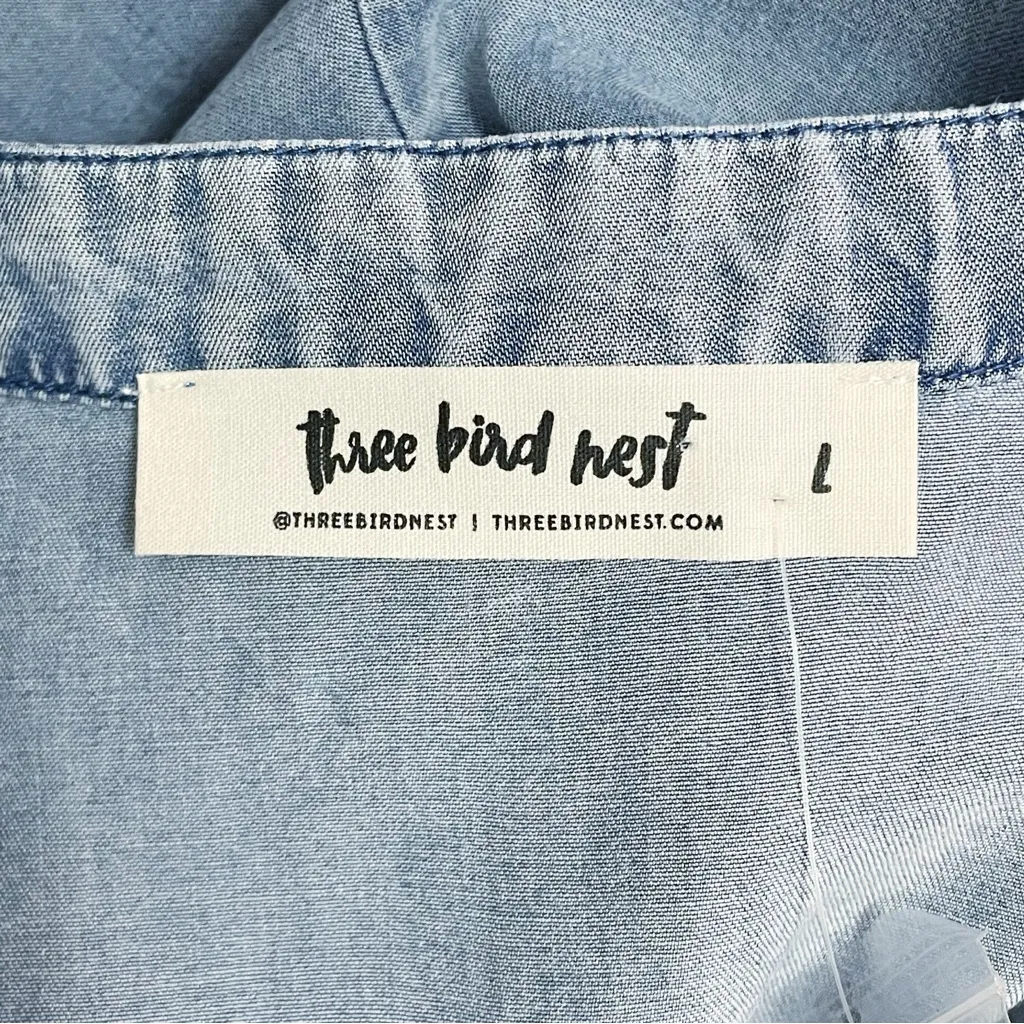 three bird nest L
@THREEBIRDNEST | THREEBIRDNEST.COM